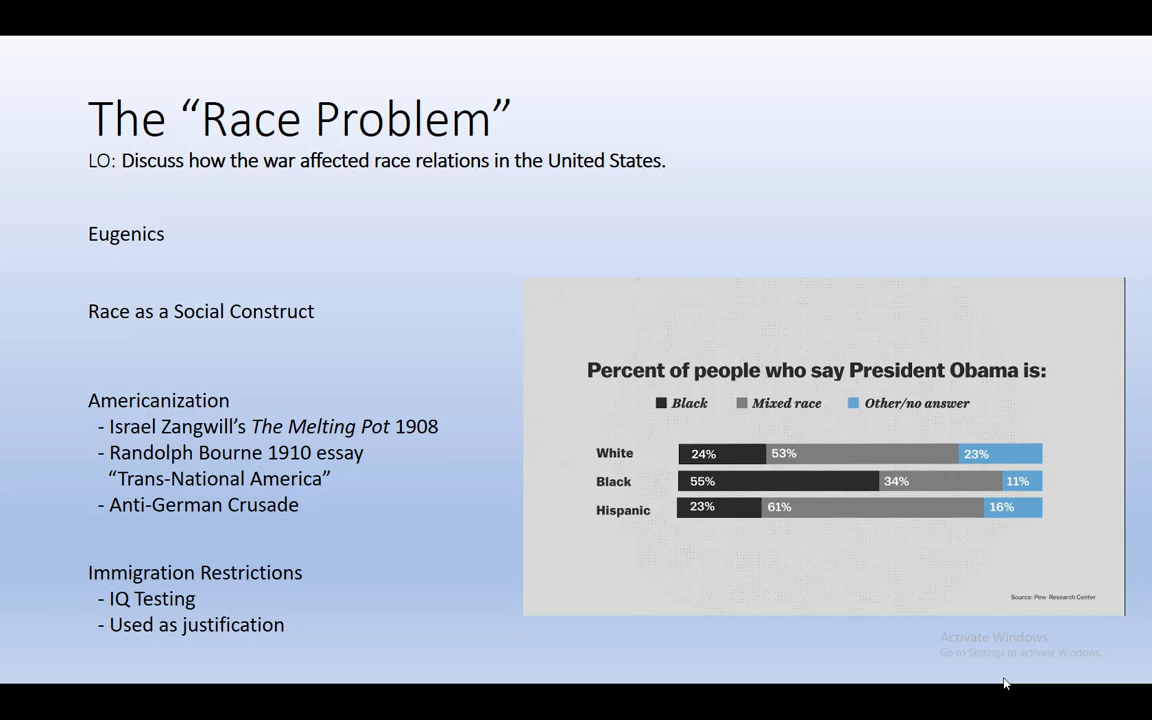 The “Race Problem”
LO: Discuss how the war affected race relations in the United States.
Eugenics
Race as a Social Construct
Americanization
- Israel Zangwill’s The Melting Pot 1908
- Randolph Bourne 1910 essay
“Trans-National America”
- Anti-German Crusade
Immigration Restrictions
- IQ Testing
- Used as justification
Percent of people who say President Obama is:
Black Mixed race Other/no answer
White 24% 53% 23%
Black 55% 34% 11%
Hispanic 23% 61% 16%
Source: Pew Research Center
Activate Windows
Go to Settings to activate Windows.